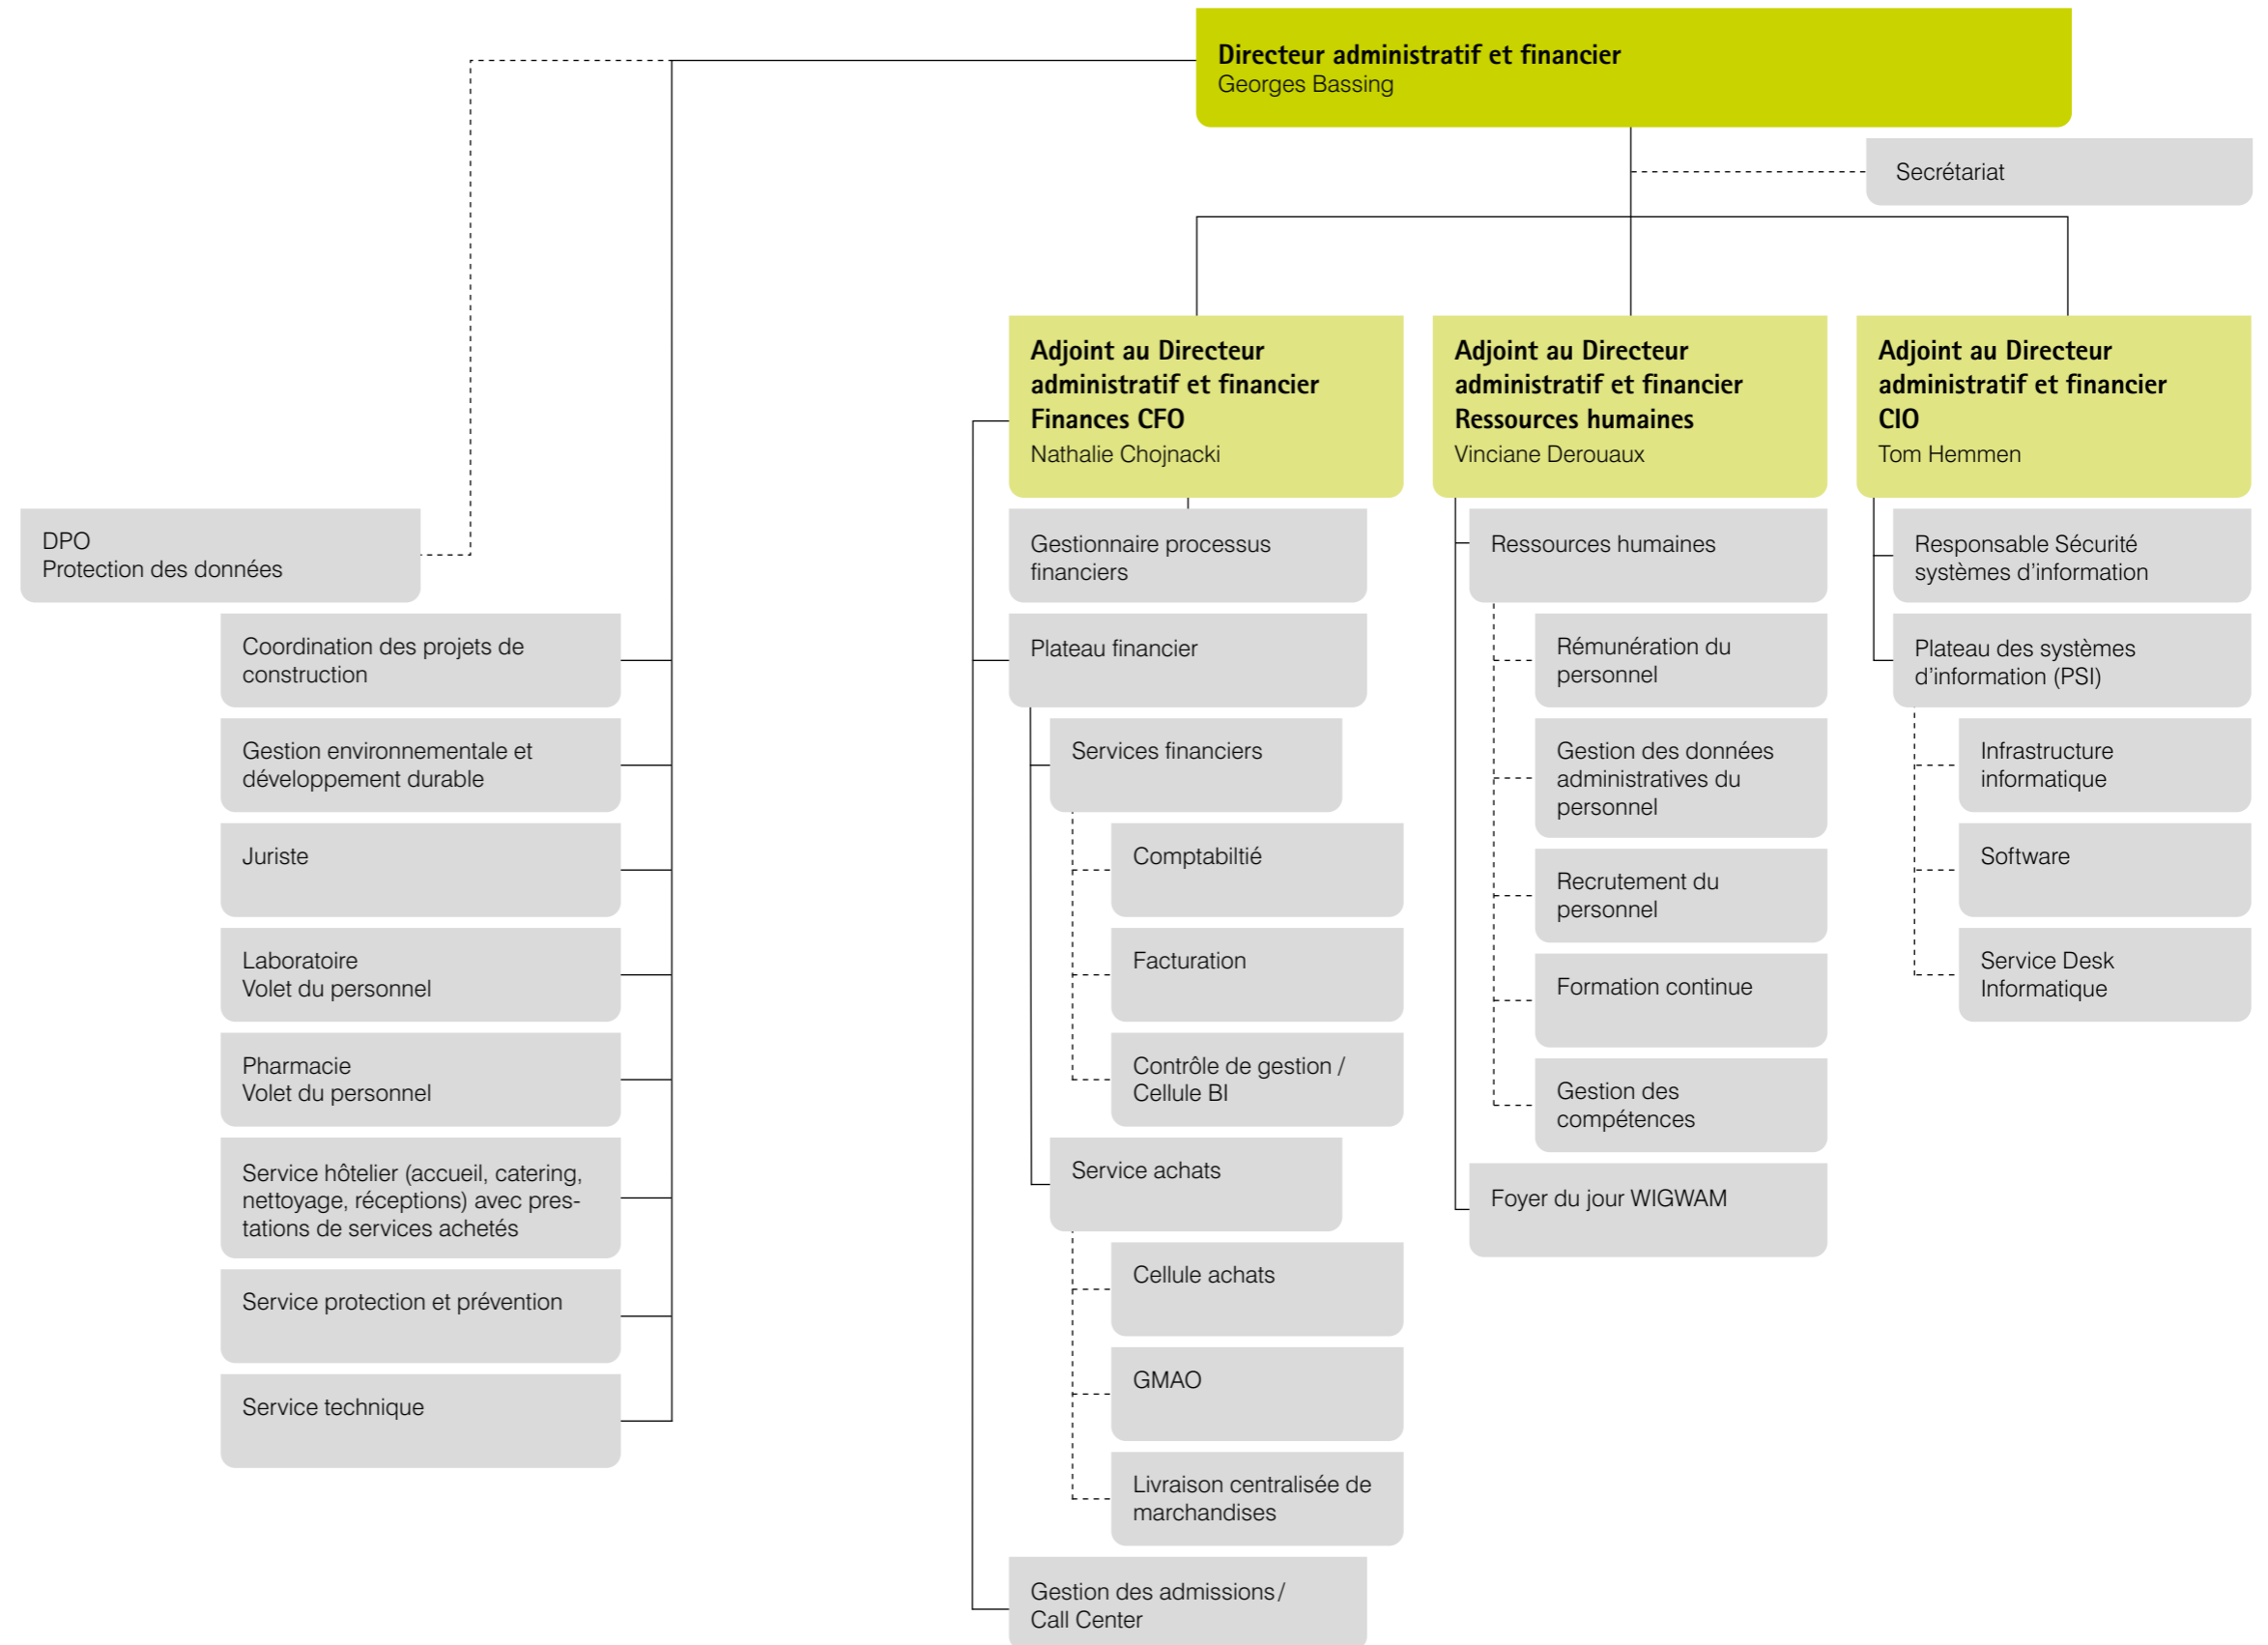 Directeur administratif et financier
Georges Bassing
Secrétariat
DPO
Protection des données
Coordination des projets de
construction
Gestion environnementale et
développement durable
Juriste
Laboratoire
Volet du personnel
Pharmacie
Volet du personnel
Service hôtelier (accueil, catering,
nettoyage, réceptions) avec pres-
tations de services achetés
Service protection et prévention
Service technique
Adjoint au Directeur
administratif et financier
Finances CFO
Nathalie Chojnacki
Gestionnaire processus
financiers
Plateau financier
Services financiers
Comptabiltié
Facturation
Contrôle de gestion /
Cellule BI
Service achats
Cellule achats
GMAO
Livraison centralisée de
marchandises
Gestion des admissions /
Call Center
Adjoint au Directeur
administratif et financier
Ressources humaines
Vinciane Derouaux
Ressources humaines
Rémunération du
personnel
Gestion des données
administratives du
personnel
Recrutement du
personnel
Formation continue
Gestion des
compétences
Foyer du jour WIGWAM
Adjoint au Directeur
administratif et financier
CIO
Tom Hemmen
Responsable Sécurité
systèmes d’information
Plateau des systèmes
d’information (PSI)
Infrastructure
informatique
Software
Service Desk
Informatique